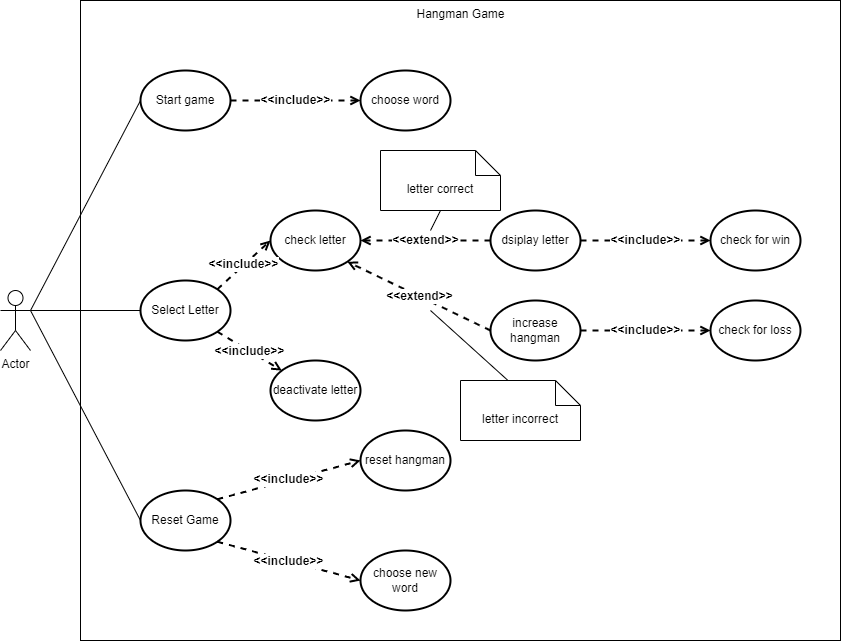 Hangman Game
Start game
<<include>>
choose word
letter correct
check letter
<<extend>>
dsiplay letter
<<include>>
check for win
<<include>>
Select Letter
<<extend>>
increase
hangman
<<include>>
check for loss
<<include>>
Actor
deactivate letter
letter incorrect
reset hangman
<<include>>
Reset Game
<<include>>
choose new
word